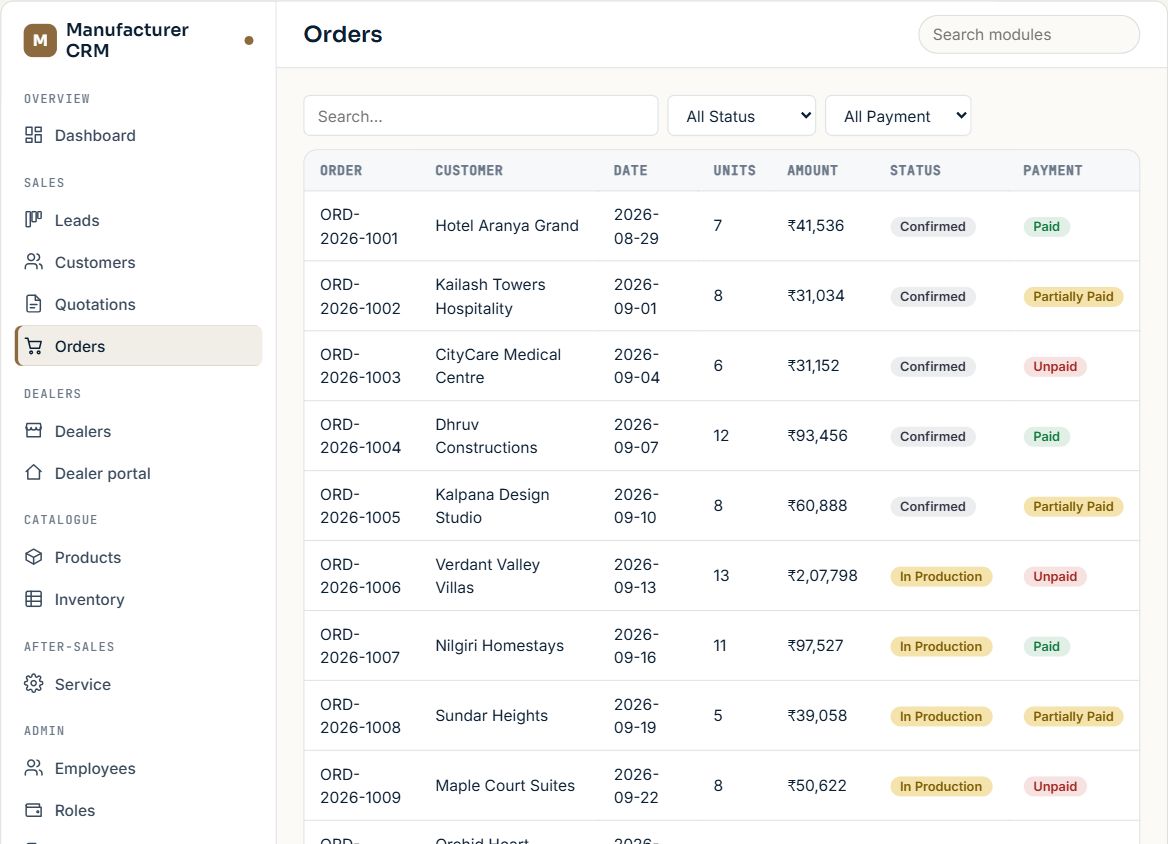 M
Manufacturer
CRM
OVERVIEW
Dashboard
SALES
Leads
Customers
Quotations
Orders
DEALERS
Dealers
Dealer portal
CATALOGUE
Products
Inventory
AFTER-SALES
Service
ADMIN
Employees
Roles
Orders
Search modules
Search...
All Status
All Payment
ORDER CUSTOMER DATE UNITS AMOUNT STATUS PAYMENT
ORD-
2026-1001
Hotel Aranya Grand
2026-
08-29
7
₹41,536
Confirmed
Paid
ORD-
2026-1002
Kailash Towers
Hospitality
2026-
09-01
8
₹31,034
Confirmed
Partially Paid
ORD-
2026-1003
CityCare Medical
Centre
2026-
09-04
6
₹31,152
Confirmed
Unpaid
ORD-
2026-1004
Dhruv
Constructions
2026-
09-07
12
₹93,456
Confirmed
Paid
ORD-
2026-1005
Kalpana Design
Studio
2026-
09-10
8
₹60,888
Confirmed
Partially Paid
ORD-
2026-1006
Verdant Valley
Villas
2026-
09-13
13
₹2,07,798
In Production
Unpaid
ORD-
2026-1007
Nilgiri Homestays
2026-
09-16
11
₹97,527
In Production
Paid
ORD-
2026-1008
Sundar Heights
2026-
09-19
5
₹39,058
In Production
Partially Paid
ORD-
2026-1009
Maple Court Suites
2026-
09-22
8
₹50,622
In Production
Unpaid